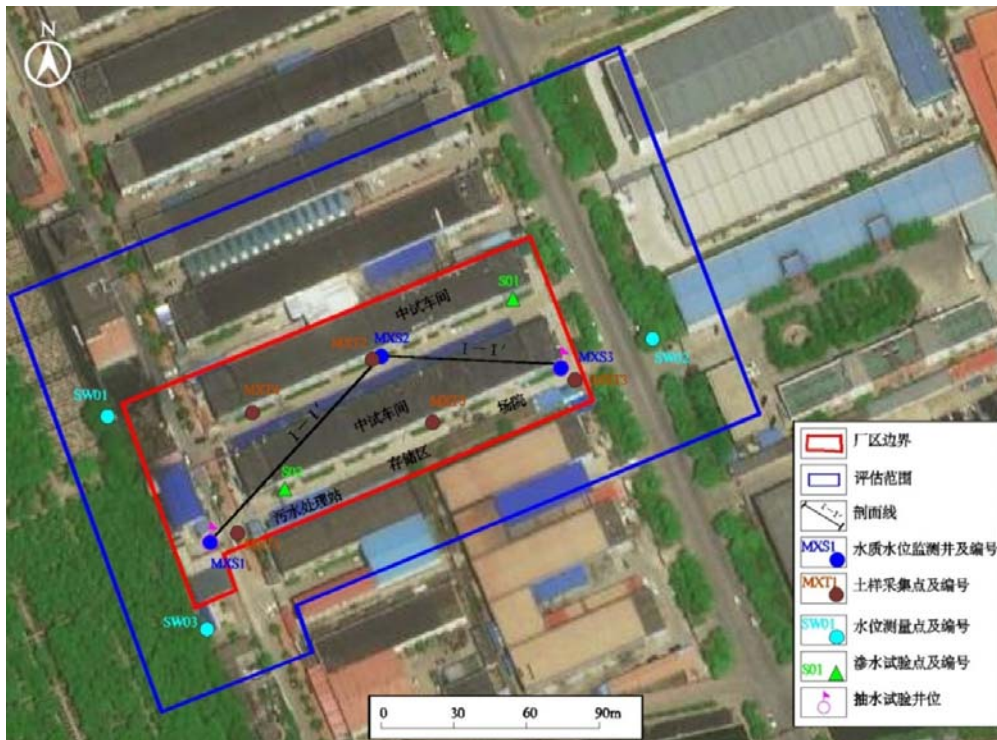 N
S01
中试车间
MXS2
I—I′
MXS3
SW02
SW01
I—I′
中试车间
场院
存储区
S02
污水处理站
MXS1
SW03
0 30 60 90m
厂区边界
评估范围
I—I′
剖面线
MXS1
水质水位监测井及编号
MXT1
土样采集点及编号
SW01
水位测量点及编号
S01
渗水试验点及编号
抽水试验井位